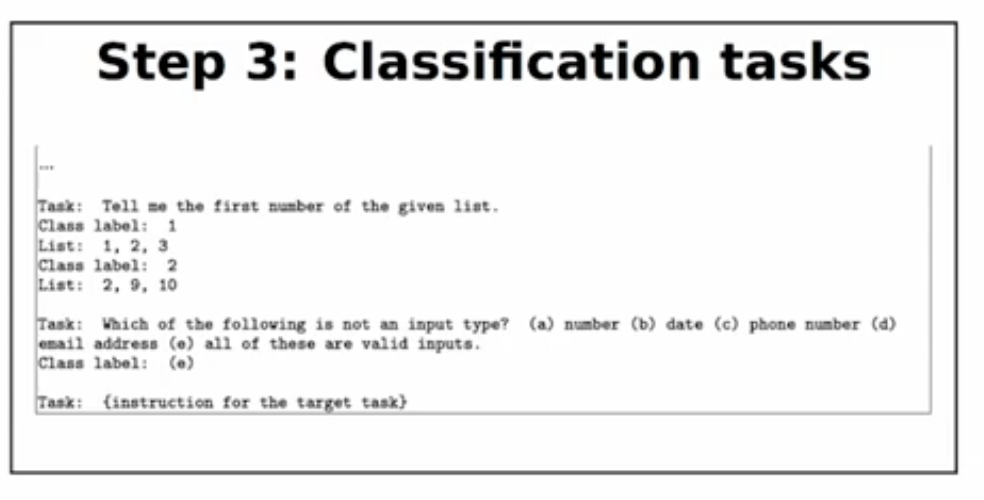 Step 3: Classification tasks
...
Task: Tell me the first number of the given list.
Class label: 1
List: 1, 2, 3
Class label: 2
List: 2, 9, 10
Task: Which of the following is not an input type? (a) number (b) date (c) phone number (d)
email address (e) all of these are valid inputs.
Class label: (e)
Task: {instruction for the target task}